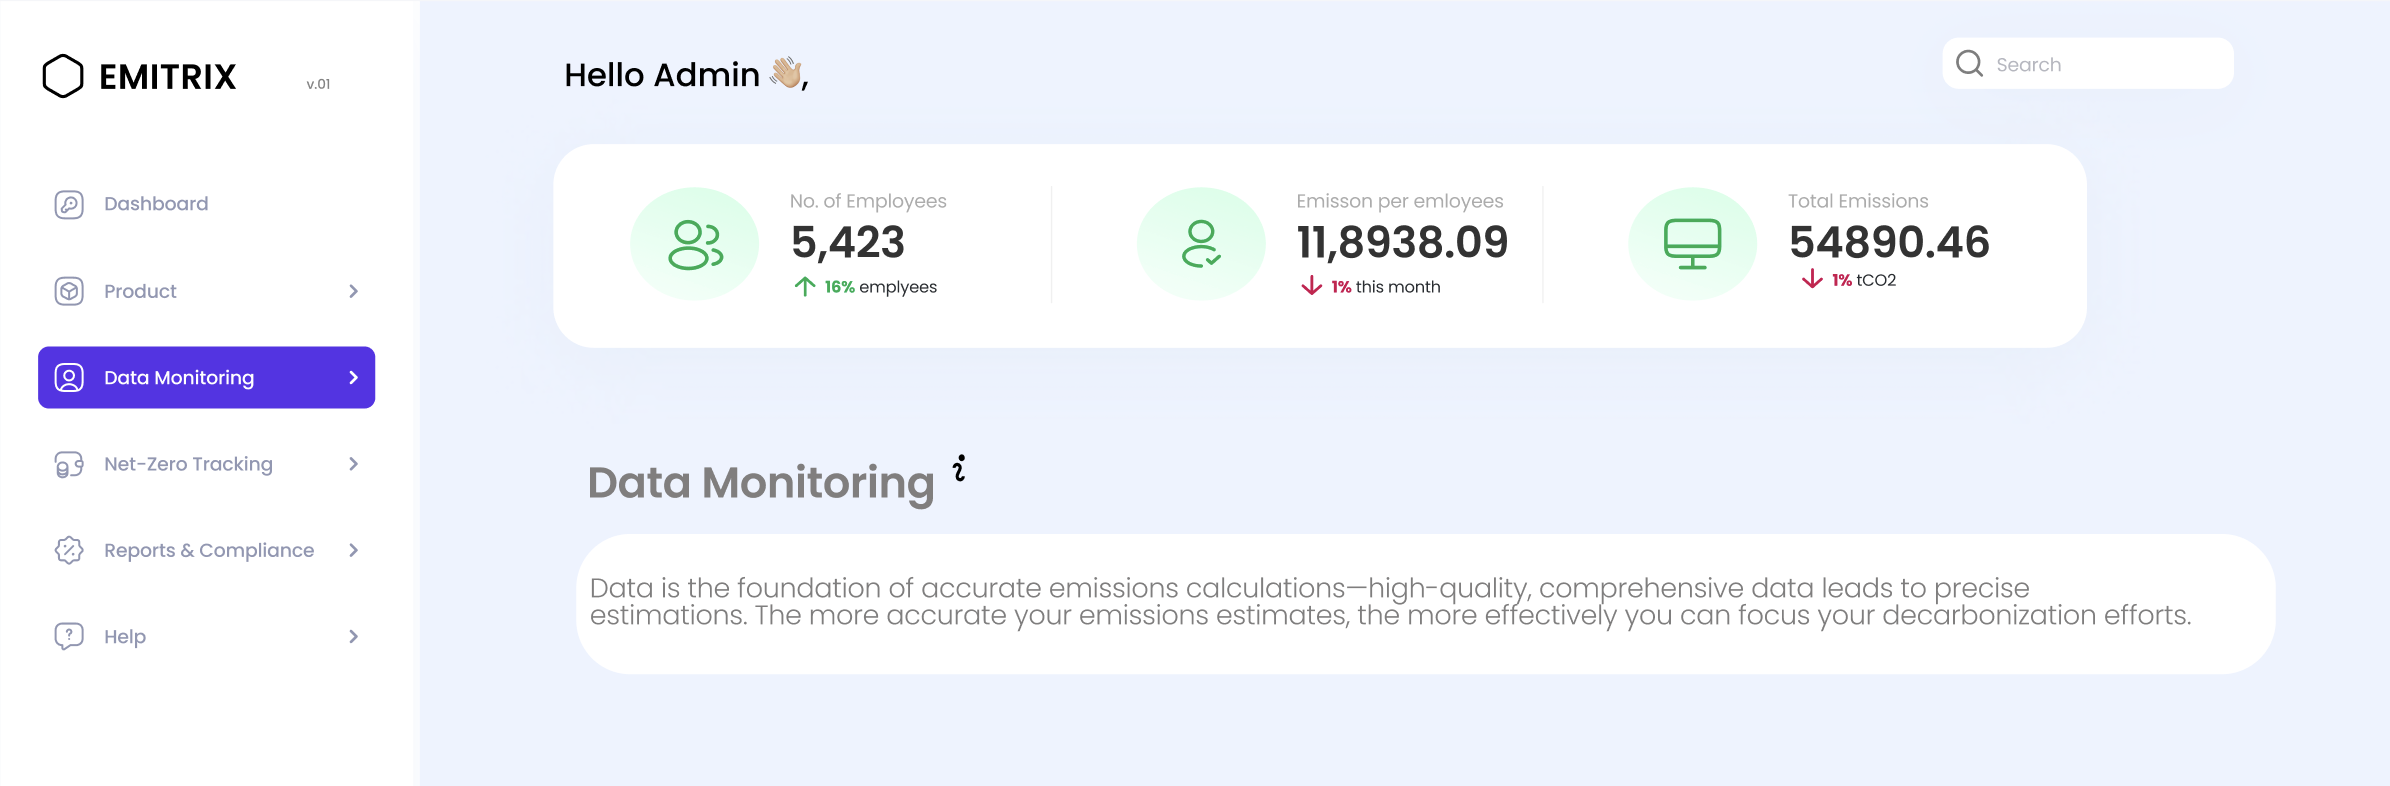 EMITRIX
v.01
Dashboard
Product
Data Monitoring
Net-Zero Tracking
Reports & Compliance
Help
Hello Admin 👋🏼,
Search
No. of Employees
5,423
16% emplyees
Emisson per emloyees
11,8938.09
1% this month
Total Emissions
54890.46
1% tCO2
Data Monitoring i
Data is the foundation of accurate emissions calculations—high-quality, comprehensive data leads to precise
estimations. The more accurate your emissions estimates, the more effectively you can focus your decarbonization efforts.